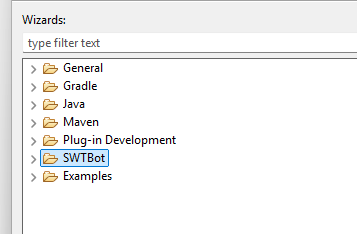 Wizards:
type filter text
General
Gradle
Java
Maven
Plug-in Development
SWTBot
Examples